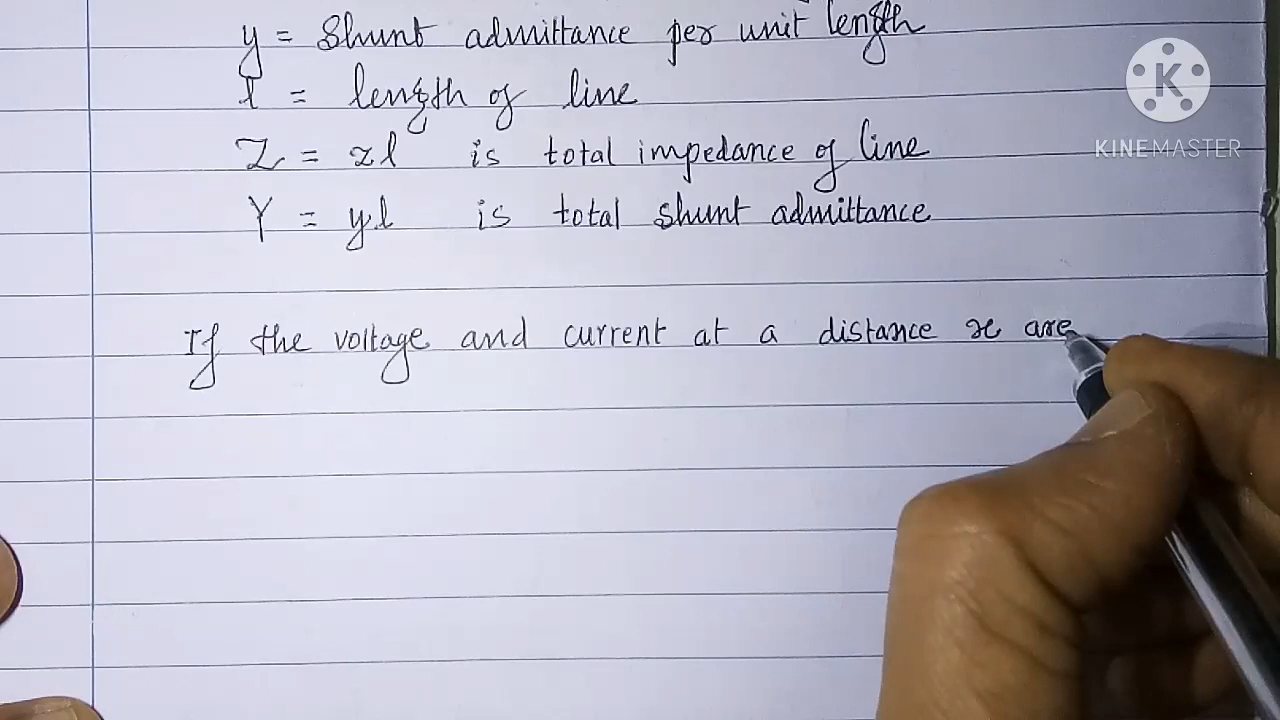 y = Shunt admittance per unit length
l = length of line
Z = zl is total impedance of line
Y = yl is total shunt admittance
If the voltage and current at a distance x are
K
KINEMASTER